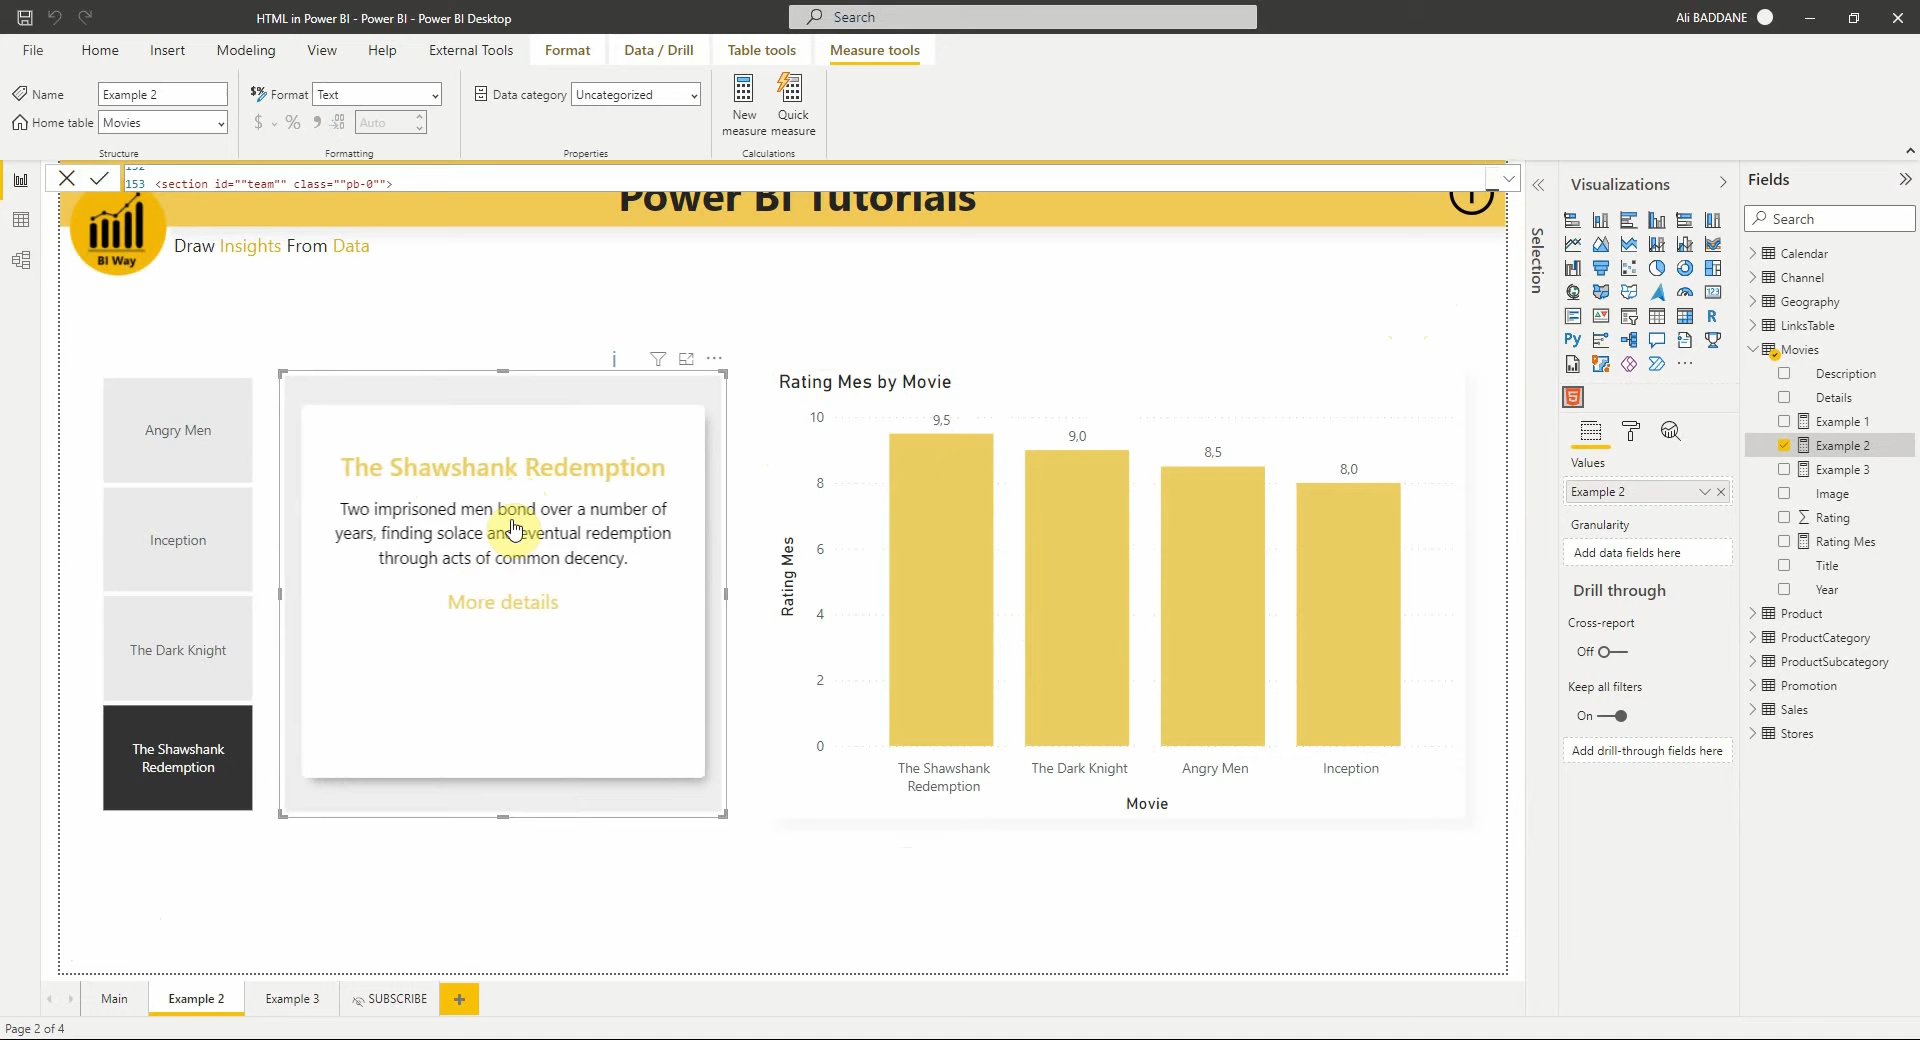 HTML in Power BI - Power BI - Power BI Desktop
Search
Ali BADDANE
File
Home
Insert
Modeling
View
Help
External Tools
Format
Data / Drill
Table tools
Measure tools
Name
Example 2
Home table
Movies
Structure
Format
Text
$
%
Auto
Formatting
Data category
Uncategorized
Properties
New
measure
Quick
measure
Calculations
152
153 <section id=""team"" class=""pb-0"">
Power BI Tutorials
BI Way
Draw Insights From Data
Angry Men
Inception
The Dark Knight
The Shawshank
Redemption
The Shawshank Redemption
Two imprisoned men bond over a number of
years, finding solace and eventual redemption
through acts of common decency.
More details
Rating Mes by Movie
Rating Mes
10
8
6
4
2
0
9,5
9,0
8,5
8,0
The Shawshank
Redemption
The Dark Knight
Angry Men
Inception
Movie
Selection
Visualizations
123
R
Py
5
Values
Example 2
Granularity
Add data fields here
Drill through
Cross-report
Off
Keep all filters
On
Add drill-through fields here
Fields
Search
Calendar
Channel
Geography
LinksTable
Movies
Description
Details
Example 1
Example 2
Example 3
Image
Rating
Rating Mes
Title
Year
Product
ProductCategory
ProductSubcategory
Promotion
Sales
Stores
Main
Example 2
Example 3
SUBSCRIBE
Page 2 of 4